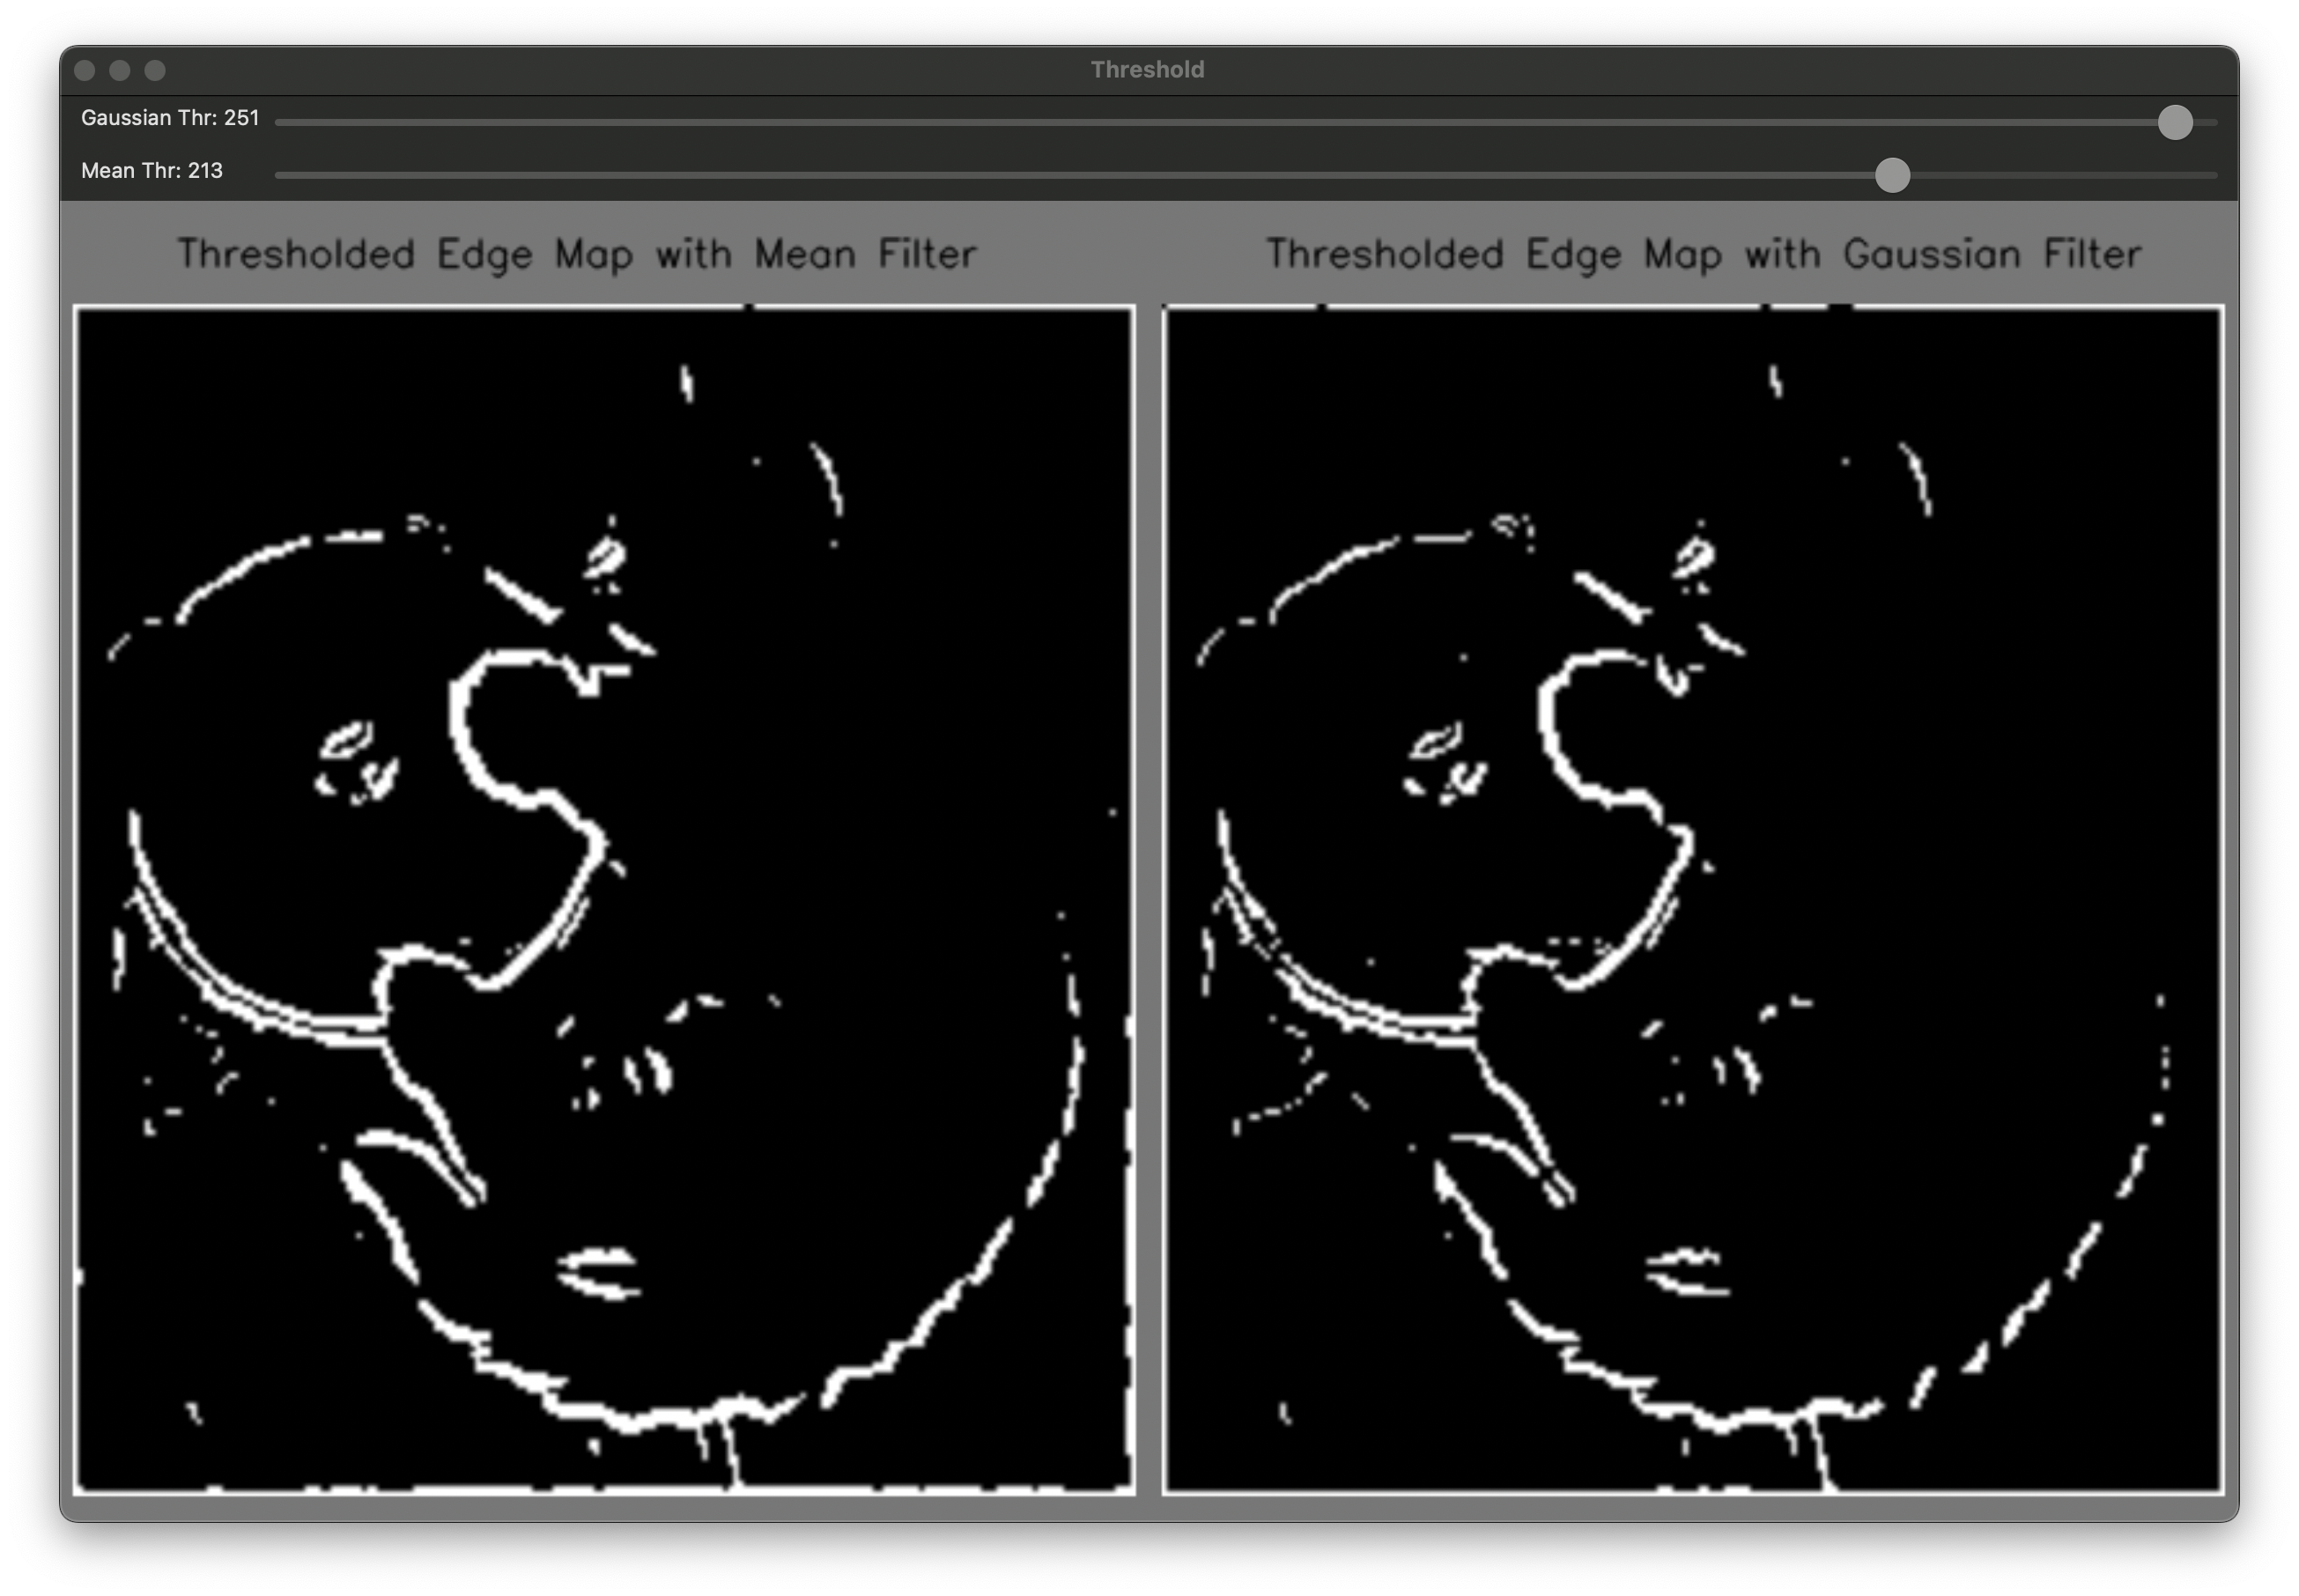 Threshold
Gaussian Thr: 251
Mean Thr: 213
Thresholded Edge Map with Mean Filter
Thresholded Edge Map with Gaussian Filter